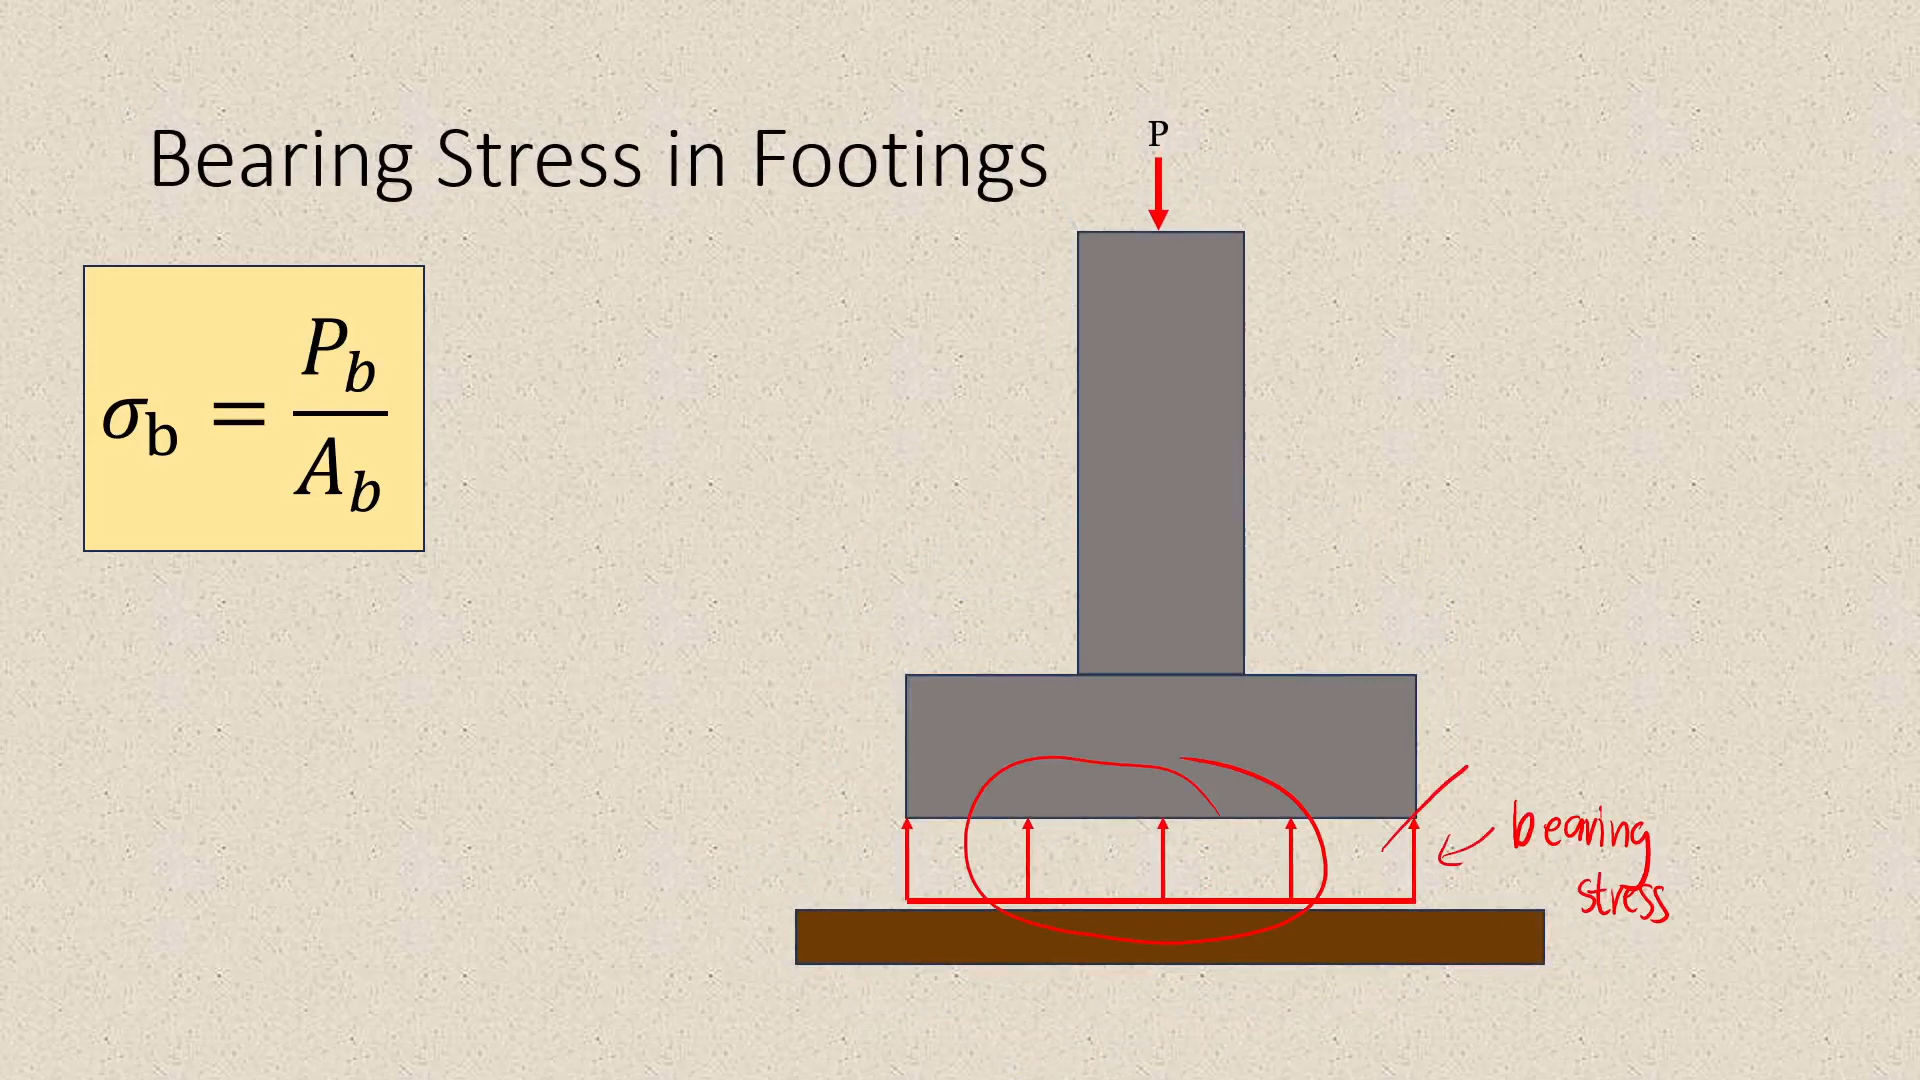 Bearing Stress in Footings
P
σb = Pb / Ab
bearing
stress